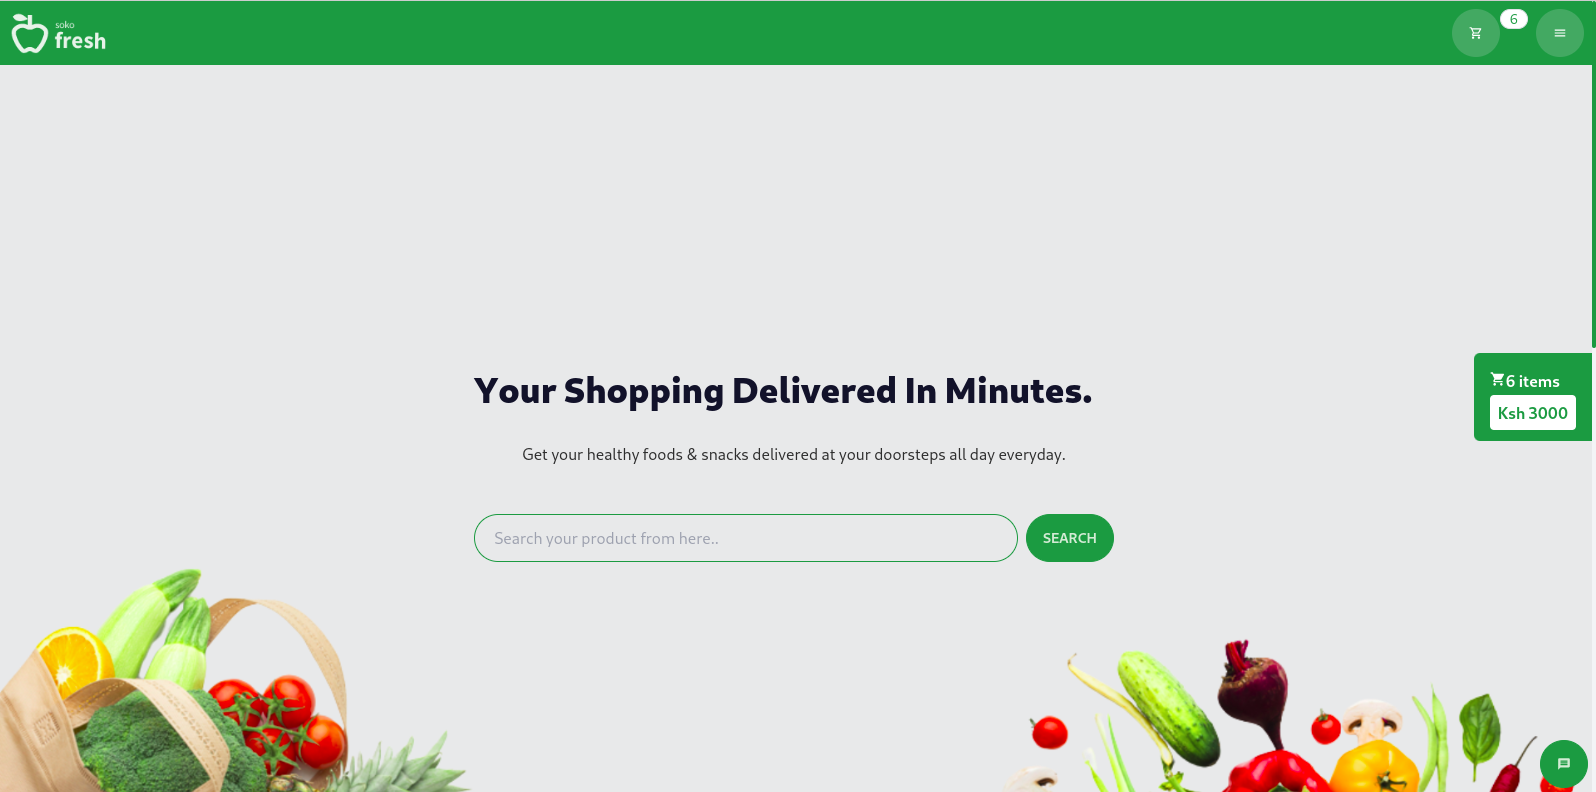 soko
fresh
6
Your Shopping Delivered In Minutes.
6 items
Ksh 3000
Get your healthy foods & snacks delivered at your doorsteps all day everyday.
Search your product from here..
SEARCH